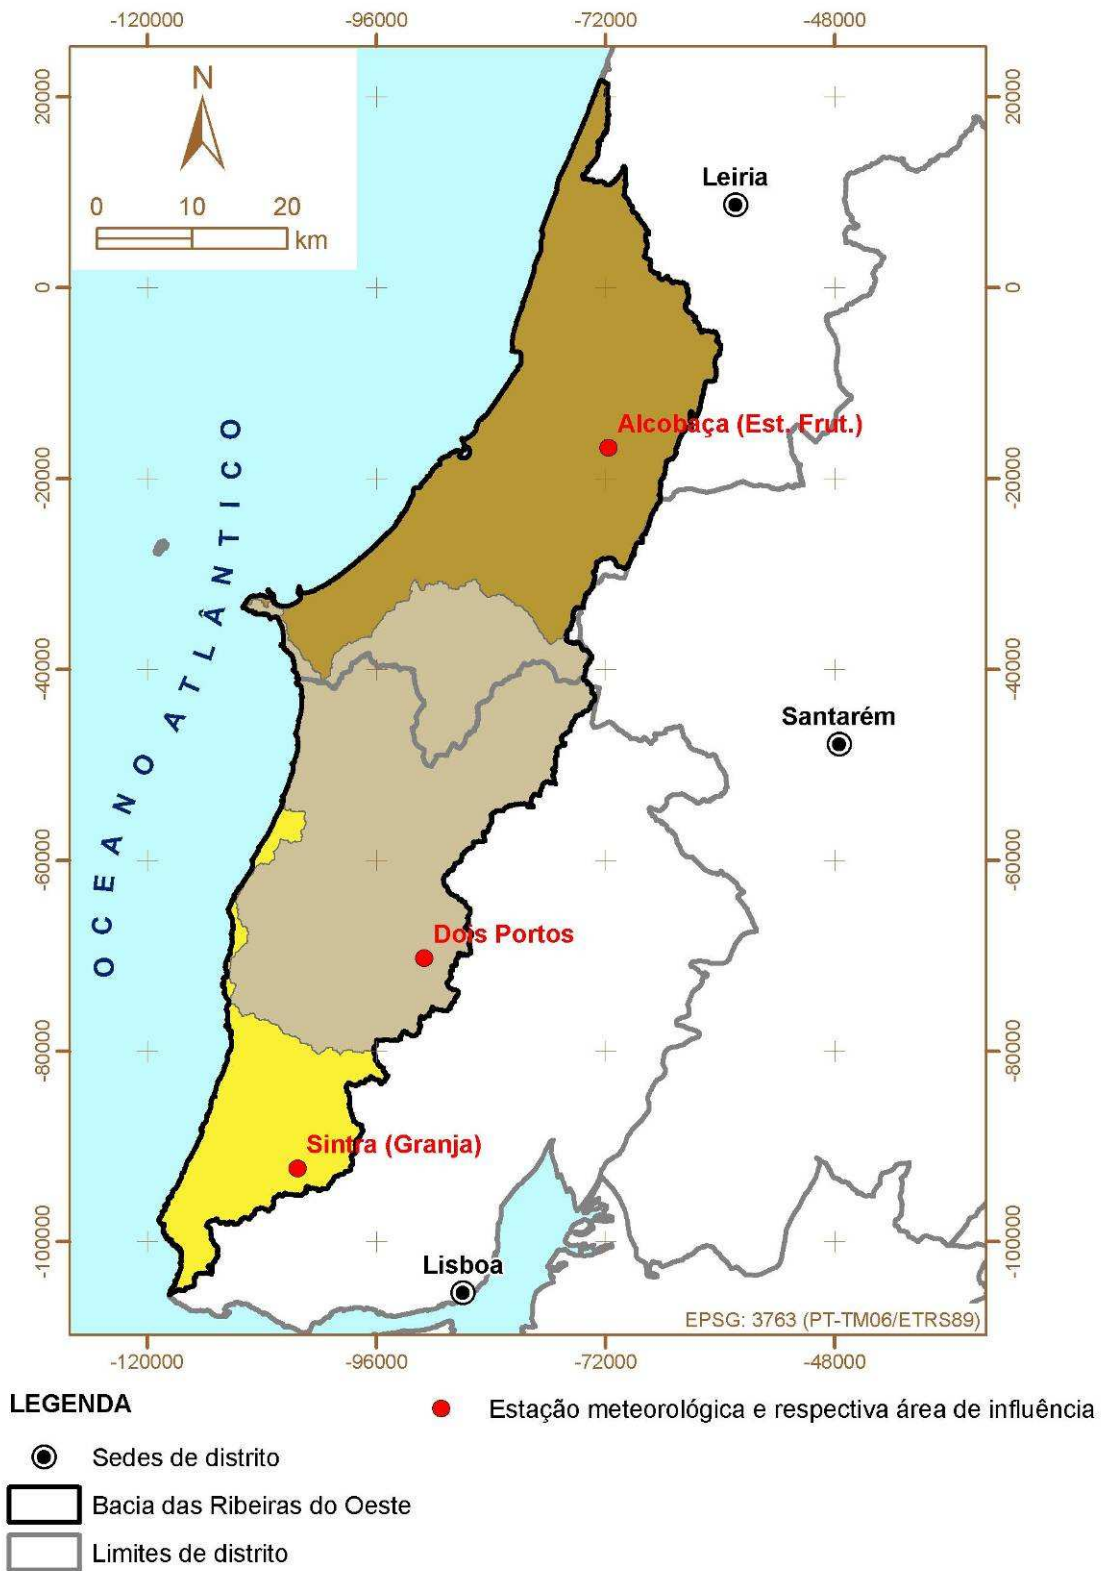 -120000 -96000 -72000 -48000
20000 20000
N
0 10 20
km
Leiria
0 0
Alcobaça (Est. Frut.)
-20000 -20000
OCEANO ATLÂNTICO
-40000 -40000
Santarém
-60000 -60000
Dois Portos
-80000 -80000
Sintra (Granja)
-100000 -100000
Lisboa
EPSG: 3763 (PT-TM06/ETRS89)
-120000 -96000 -72000 -48000
LEGENDA
Estação meteorológica e respectiva área de influência
Sedes de distrito
Bacia das Ribeiras do Oeste
Limites de distrito